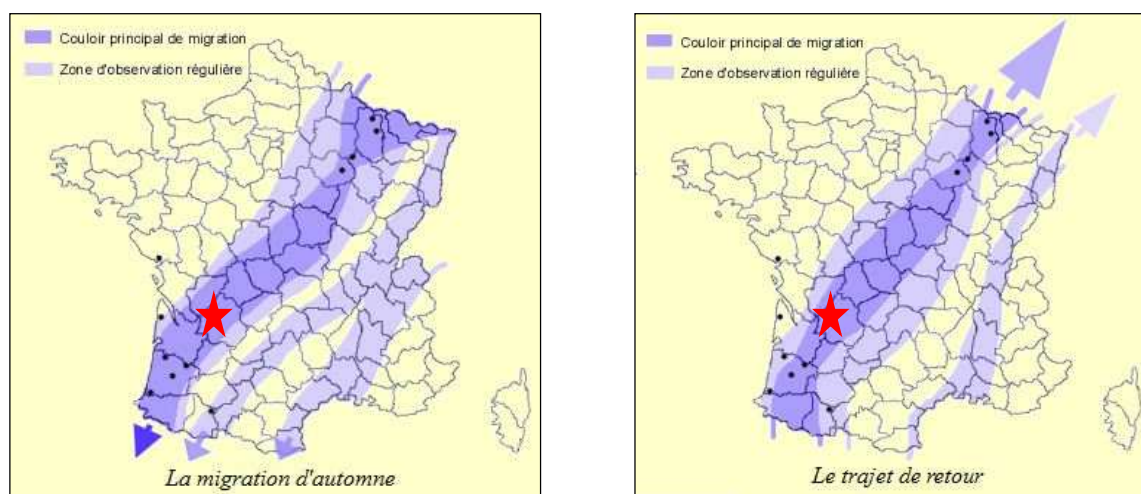 Couloir principal de migration
Zone d'observation régulière
La migration d'automne
Couloir principal de migration
Zone d'observation régulière
Le trajet de retour